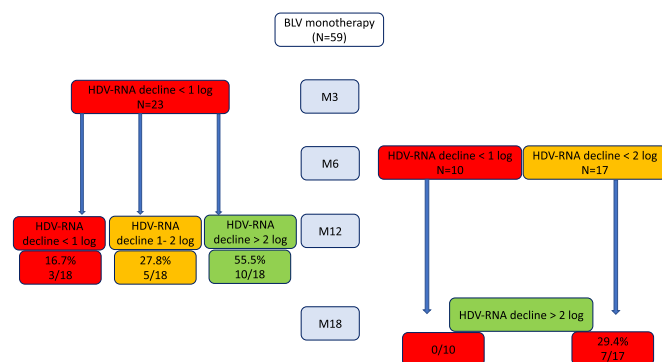 BLV monotherapy
(N=59)
HDV-RNA decline < 1 log
N=23
M3
M6
HDV-RNA decline < 1 log
N=10
HDV-RNA decline < 2 log
N=17
HDV-RNA
decline < 1 log
HDV-RNA
decline 1- 2 log
HDV-RNA
decline > 2 log
M12
16.7%
3/18
27.8%
5/18
55.5%
10/18
M18
HDV-RNA decline > 2 log
0/10
29.4%
7/17